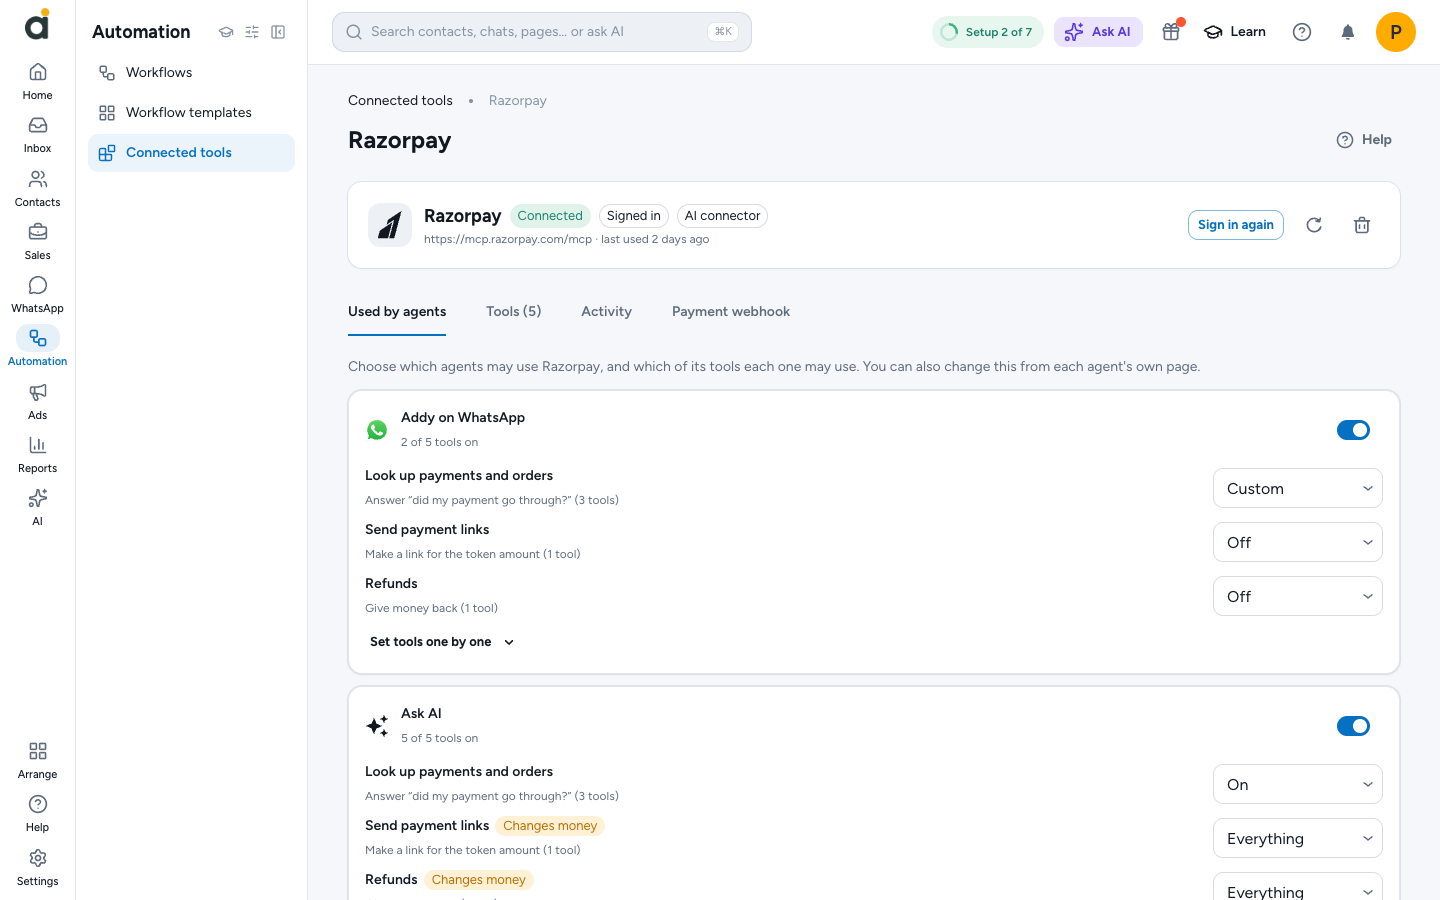 Automation
Search contacts, chats, pages... or ask AI
⌘K
Setup 2 of 7
Ask AI
Learn
P
Home
Inbox
Contacts
Sales
WhatsApp
Automation
Ads
Reports
AI
Arrange
Help
Settings
Workflows
Workflow templates
Connected tools
Connected tools • Razorpay
Razorpay
Help
Razorpay Connected Signed in AI connector
https://mcp.razorpay.com/mcp · last used 2 days ago
Sign in again
Used by agents Tools (5) Activity Payment webhook
Choose which agents may use Razorpay, and which of its tools each one may use. You can also change this from each agent's own page.
Addy on WhatsApp
2 of 5 tools on
Look up payments and orders
Answer “did my payment go through?” (3 tools)
Custom
Send payment links
Make a link for the token amount (1 tool)
Off
Refunds
Give money back (1 tool)
Off
Set tools one by one
Ask AI
5 of 5 tools on
Look up payments and orders
Answer “did my payment go through?” (3 tools)
On
Send payment links Changes money
Make a link for the token amount (1 tool)
Everything
Refunds Changes money
Everything